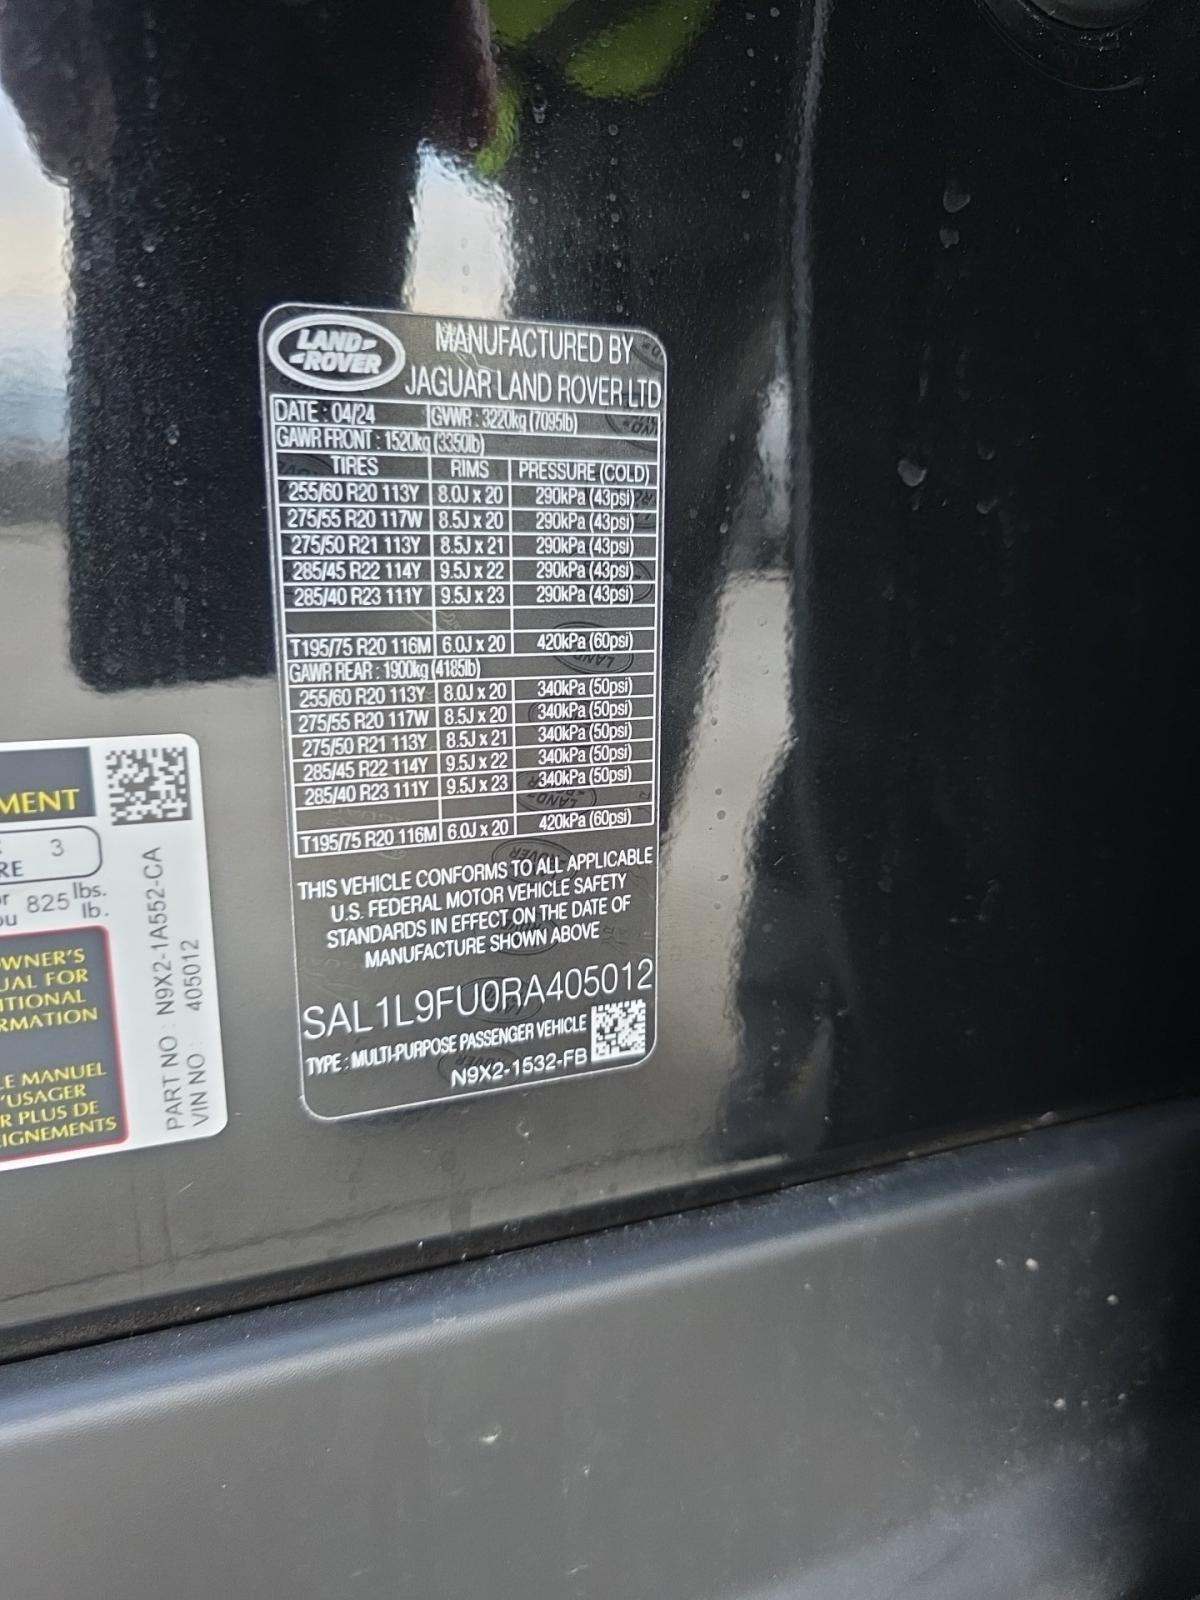 LAND ROVER
MANUFACTURED BY
JAGUAR LAND ROVER LTD
DATE : 04/24 GVWR : 3220kg (7095lb)
GAWR FRONT : 1520kg (3350lb)
TIRES RIMS PRESSURE (COLD)
255/60 R20 113Y 8.0J x 20 290kPa (43psi)
275/55 R20 117W 8.5J x 20 290kPa (43psi)
275/50 R21 113Y 8.5J x 21 290kPa (43psi)
285/45 R22 114Y 9.5J x 22 290kPa (43psi)
285/40 R23 111Y 9.5J x 23 290kPa (43psi)
T195/75 R20 116M 6.0J x 20 420kPa (60psi)
GAWR REAR : 1900kg (4185lb)
255/60 R20 113Y 8.0J x 20 340kPa (50psi)
275/55 R20 117W 8.5J x 20 340kPa (50psi)
275/50 R21 113Y 8.5J x 21 340kPa (50psi)
285/45 R22 114Y 9.5J x 22 340kPa (50psi)
285/40 R23 111Y 9.5J x 23 340kPa (50psi)
T195/75 R20 116M 6.0J x 20 420kPa (60psi)
THIS VEHICLE CONFORMS TO ALL APPLICABLE
U.S. FEDERAL MOTOR VEHICLE SAFETY
STANDARDS IN EFFECT ON THE DATE OF
MANUFACTURE SHOWN ABOVE
SAL1L9FU0RA405012
TYPE : MULTI-PURPOSE PASSENGER VEHICLE
N9X2-1532-FB
MENT
3
RE
825 lbs.
lb.
WNER'S
UAL FOR
ITIONAL
RMATION
LE MANUEL
'USAGER
R PLUS DE
EIGNEMENTS
PART NO : N9X2-1A552-CA
VIN NO : 405012